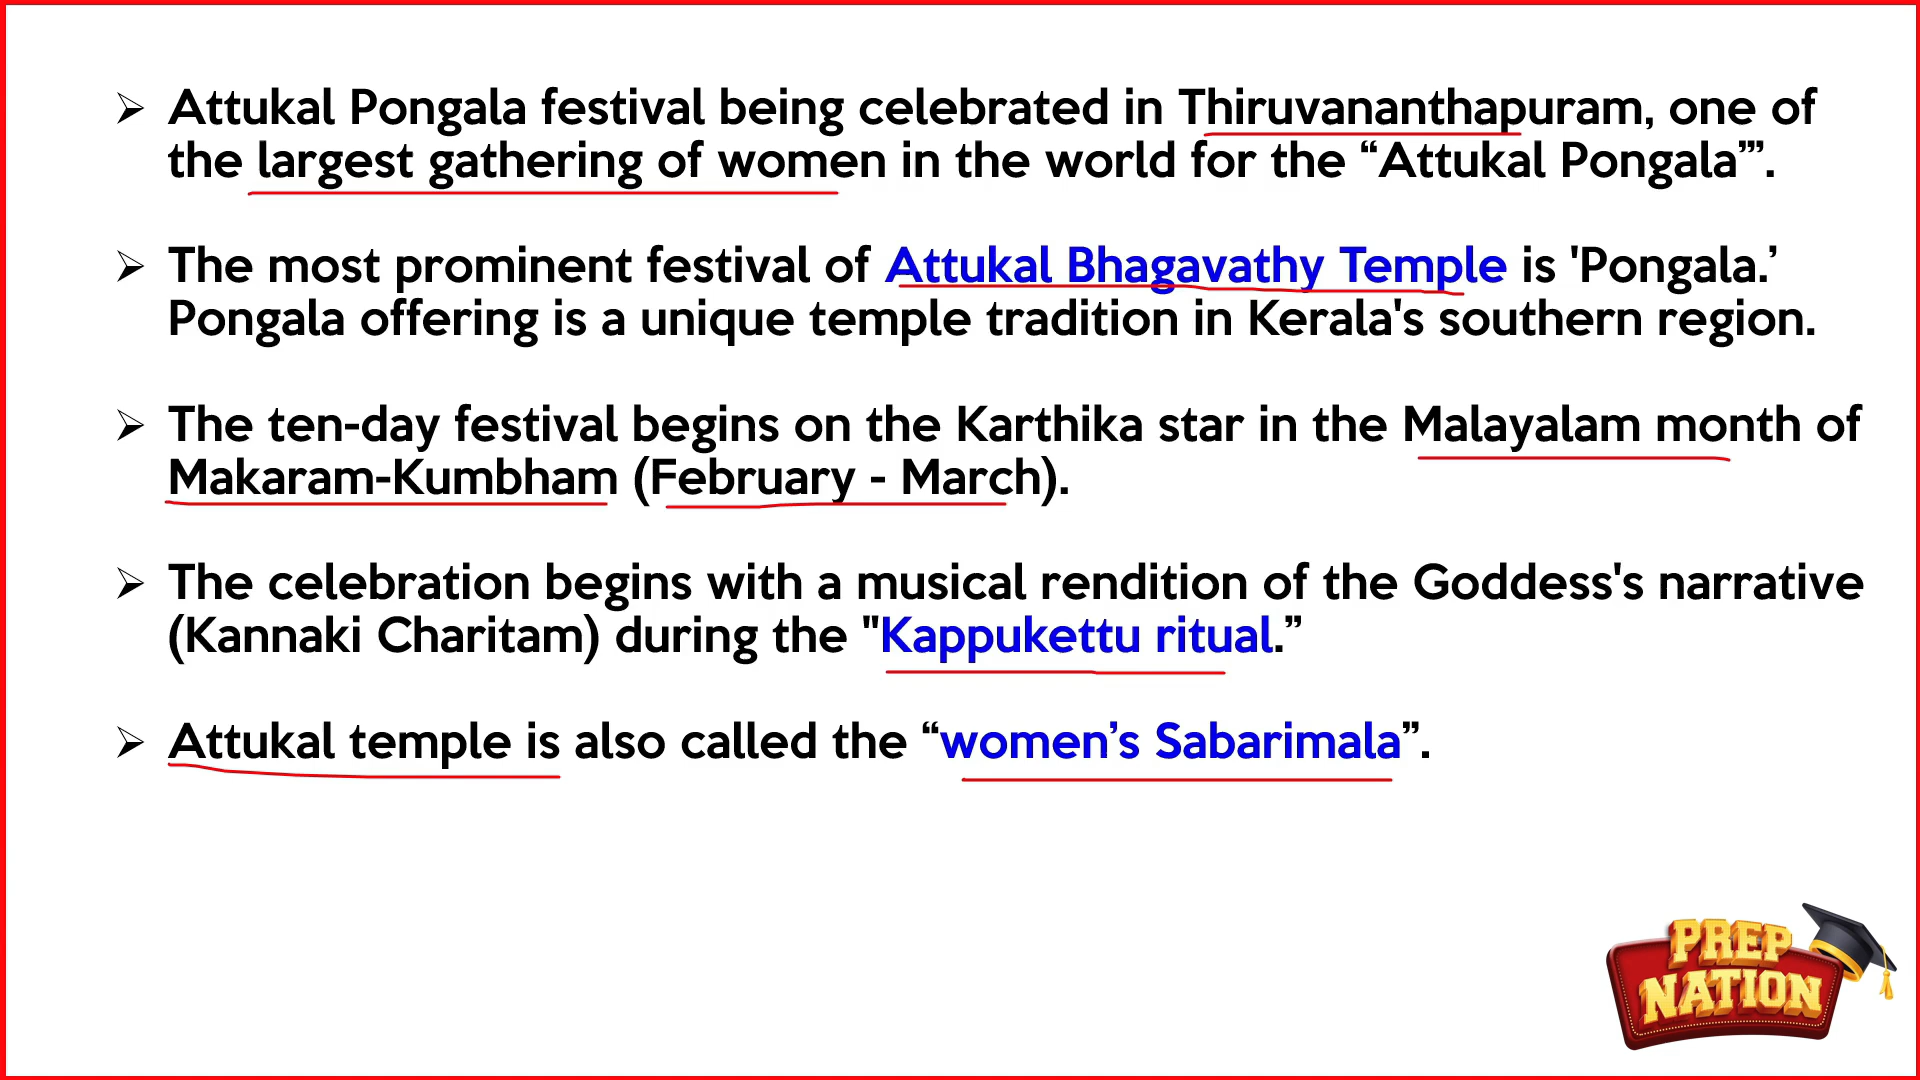 ➢ Attukal Pongala festival being celebrated in Thiruvananthapuram, one of
the largest gathering of women in the world for the “Attukal Pongala”’.
➢ The most prominent festival of Attukal Bhagavathy Temple is 'Pongala.’
Pongala offering is a unique temple tradition in Kerala's southern region.
➢ The ten-day festival begins on the Karthika star in the Malayalam month of
Makaram-Kumbham (February - March).
➢ The celebration begins with a musical rendition of the Goddess's narrative
(Kannaki Charitam) during the "Kappukettu ritual.”
➢ Attukal temple is also called the “women’s Sabarimala”.
PREP
NATION